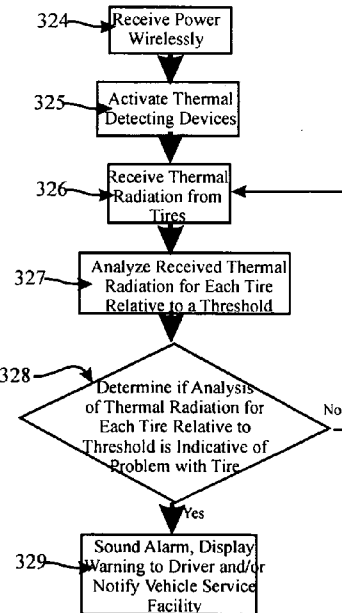 324
Receive Power
Wirelessly
325
Activate Thermal
Detecting Devices
326
Receive Thermal
Radiation from
Tires
327
Analyze Received Thermal
Radiation for Each Tire
Relative to a Threshold
328
Determine if Analysis
of Thermal Radiation for
Each Tire Relative to
Threshold is Indicative of
Problem with Tire
No
Yes
329
Sound Alarm, Display
Warning to Driver and/or
Notify Vehicle Service
Facility